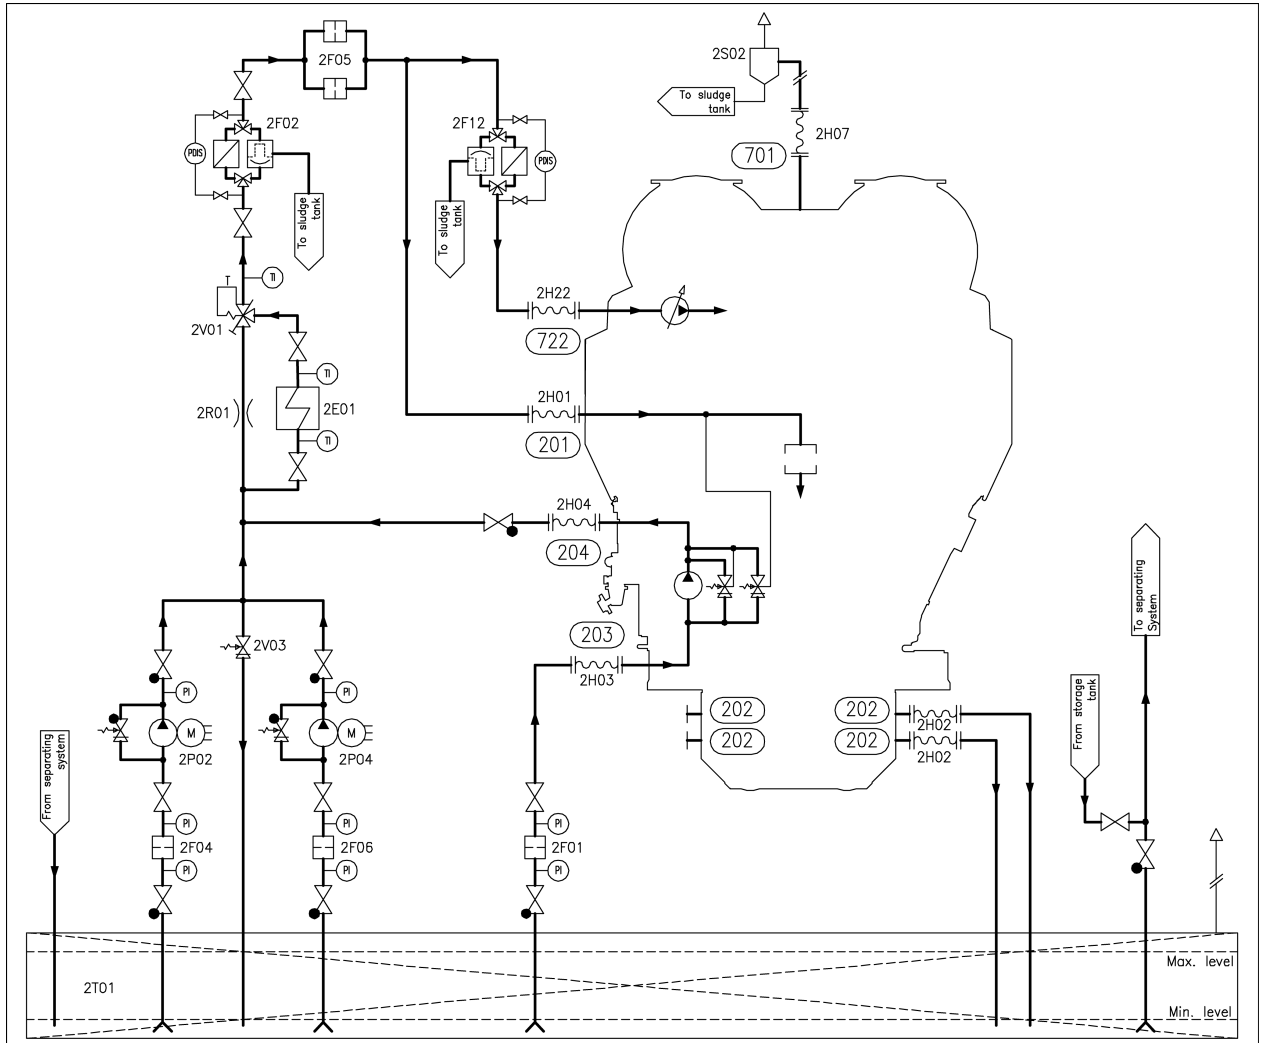 2F05
2S02
To sludge
tank
2H07
701
2F02
PDIS
2F12
PDIS
To sludge
tank
To sludge
tank
TI
T
2V01
2H22
722
TI
2R01
2E01
TI
2H01
201
2H04
204
203
2H03
2V03
PI
PI
M
M
2P02
2P04
202
202
202
202
2H02
2H02
From separating
system
From storage
tank
To separating
System
PI
PI
PI
2F04
2F06
2F01
PI
PI
PI
2T01
Max. level
Min. level